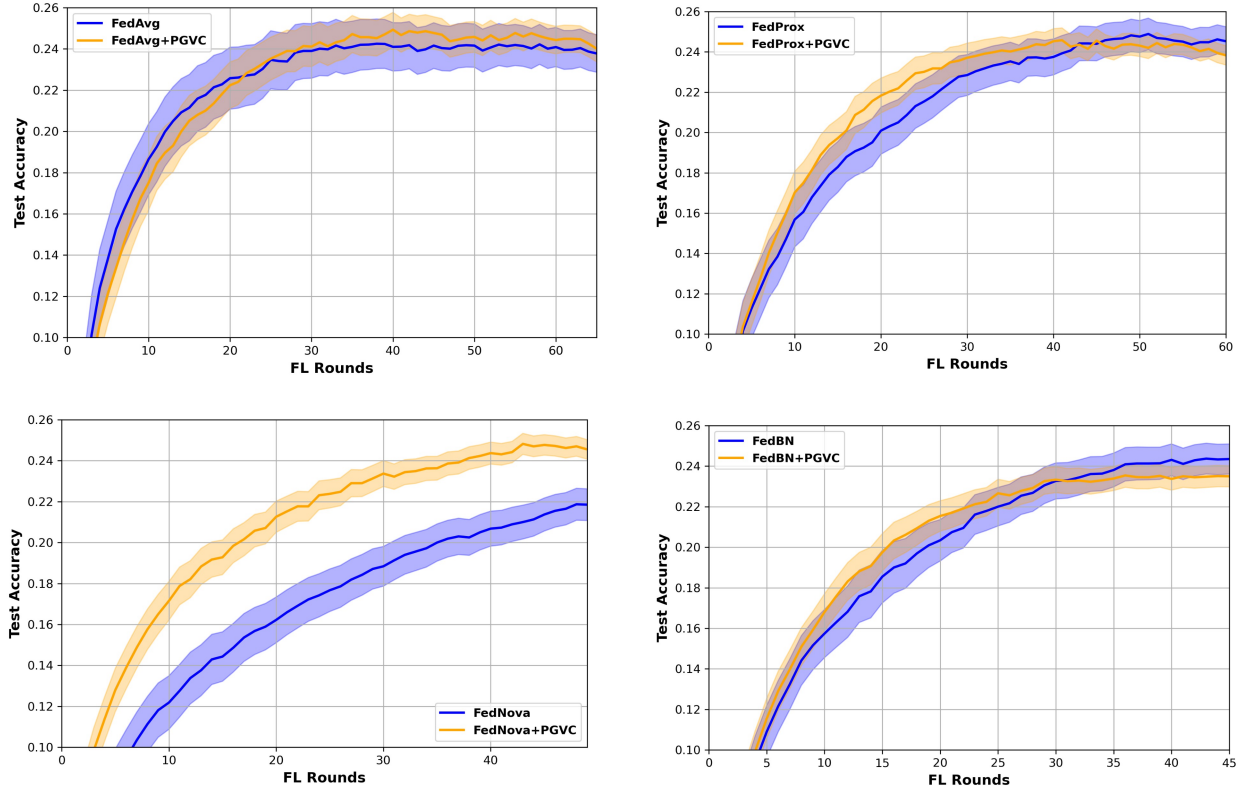 FedAvg
FedAvg+PGVC
Test Accuracy
0.26
0.24
0.22
0.20
0.18
0.16
0.14
0.12
0.10
0 10 20 30 40 50 60
FL Rounds
FedProx
FedProx+PGVC
Test Accuracy
0.26
0.24
0.22
0.20
0.18
0.16
0.14
0.12
0.10
0 10 20 30 40 50 60
FL Rounds
FedNova
FedNova+PGVC
Test Accuracy
0.26
0.24
0.22
0.20
0.18
0.16
0.14
0.12
0.10
0 10 20 30 40
FL Rounds
FedBN
FedBN+PGVC
Test Accuracy
0.26
0.24
0.22
0.20
0.18
0.16
0.14
0.12
0.10
0 5 10 15 20 25 30 35 40 45
FL Rounds